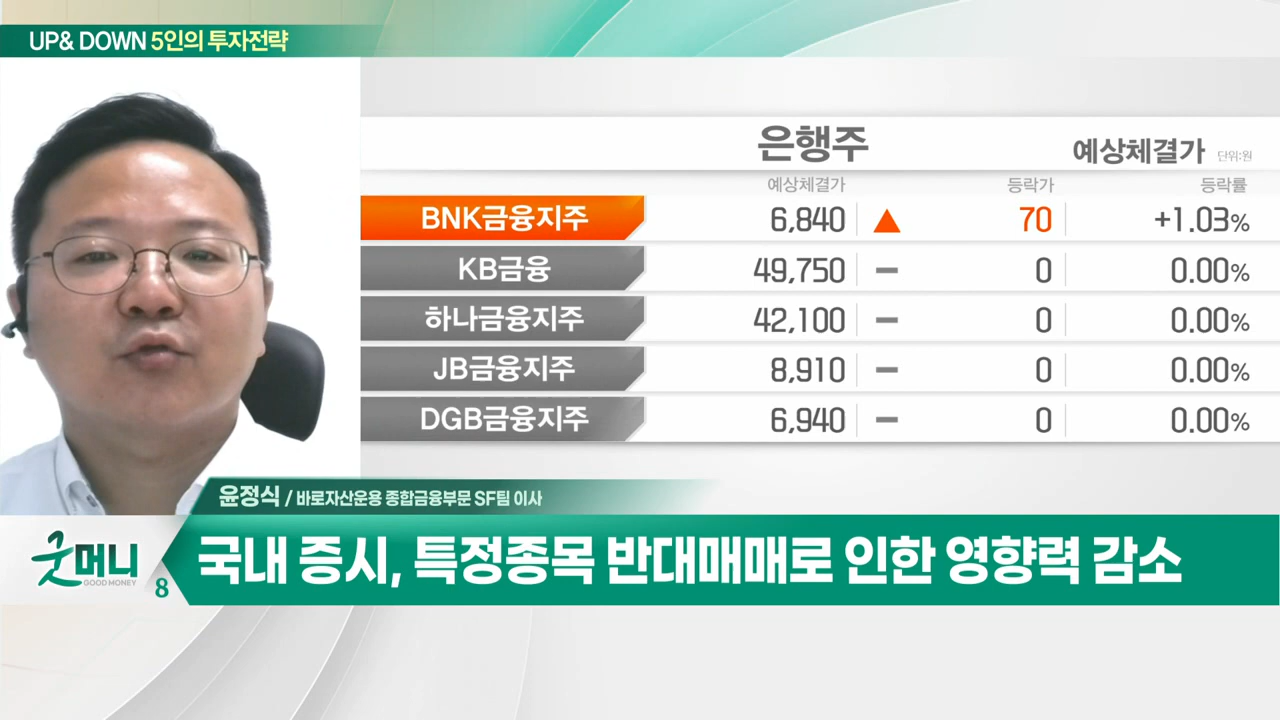 UP& DOWN 5인의 투자전략
은행주 예상체결가 단위:원
예상체결가 등락가 등락률
BNK금융지주 6,840 ▲ 70 +1.03%
KB금융 49,750 - 0 0.00%
하나금융지주 42,100 - 0 0.00%
JB금융지주 8,910 - 0 0.00%
DGB금융지주 6,940 - 0 0.00%
윤정식 / 바로자산운용 종합금융부문 SF팀 이사
굿머니
GOOD MONEY
8
국내 증시, 특정종목 반대매매로 인한 영향력 감소